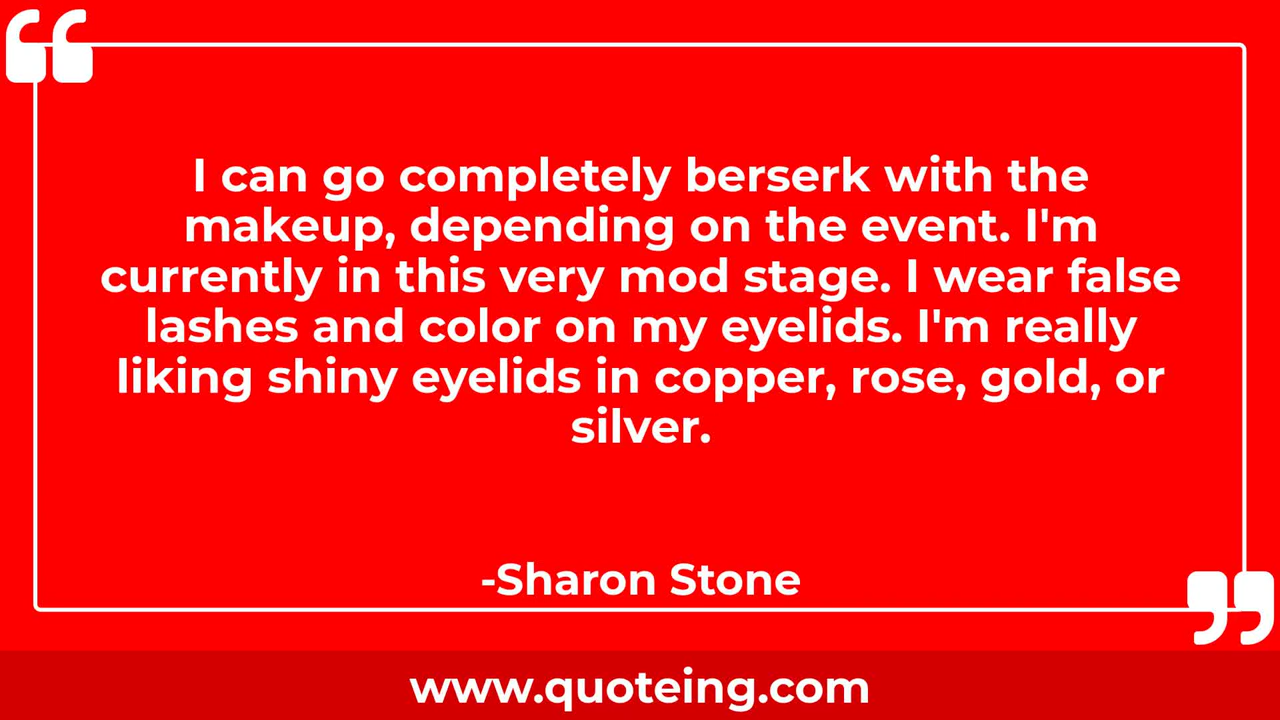 I can go completely berserk with the
makeup, depending on the event. I'm
currently in this very mod stage. I wear false
lashes and color on my eyelids. I'm really
liking shiny eyelids in copper, rose, gold, or
silver.
-Sharon Stone
www.quoteing.com